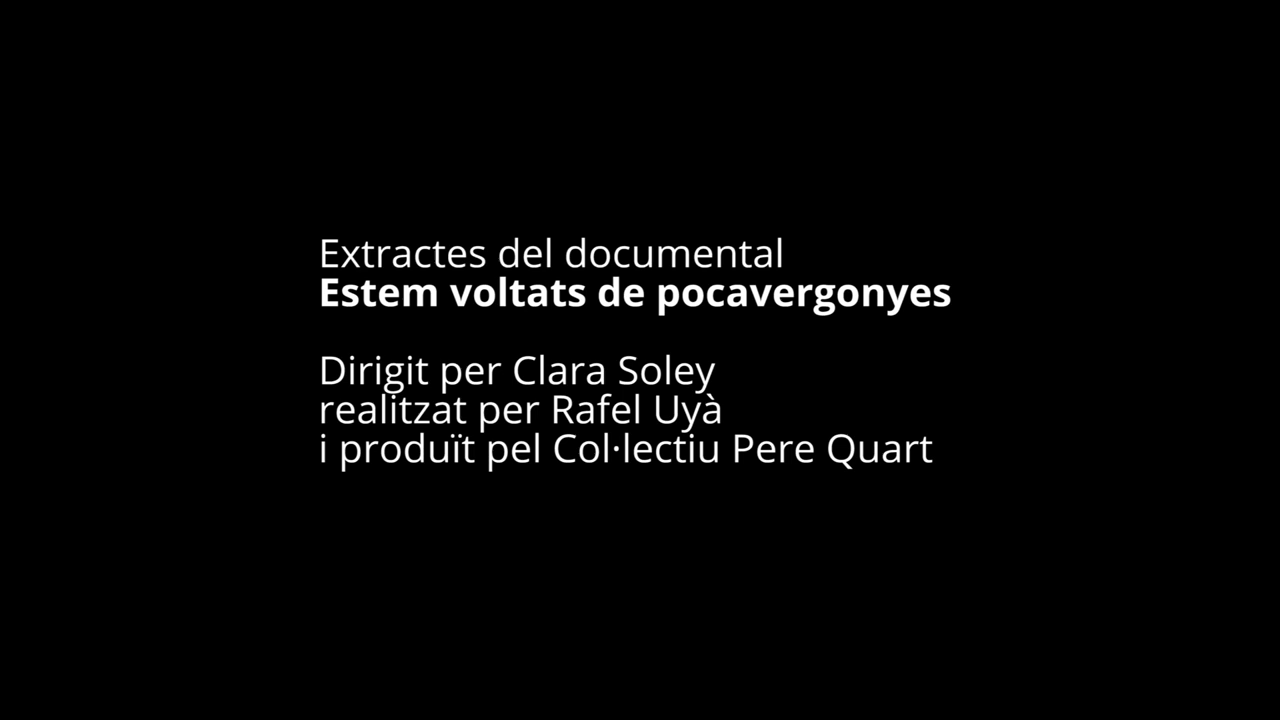 Extractes del documental
Estem voltats de pocavergonyes
Dirigit per Clara Soley
realitzat per Rafel Uyà
i produït pel Col·lectiu Pere Quart